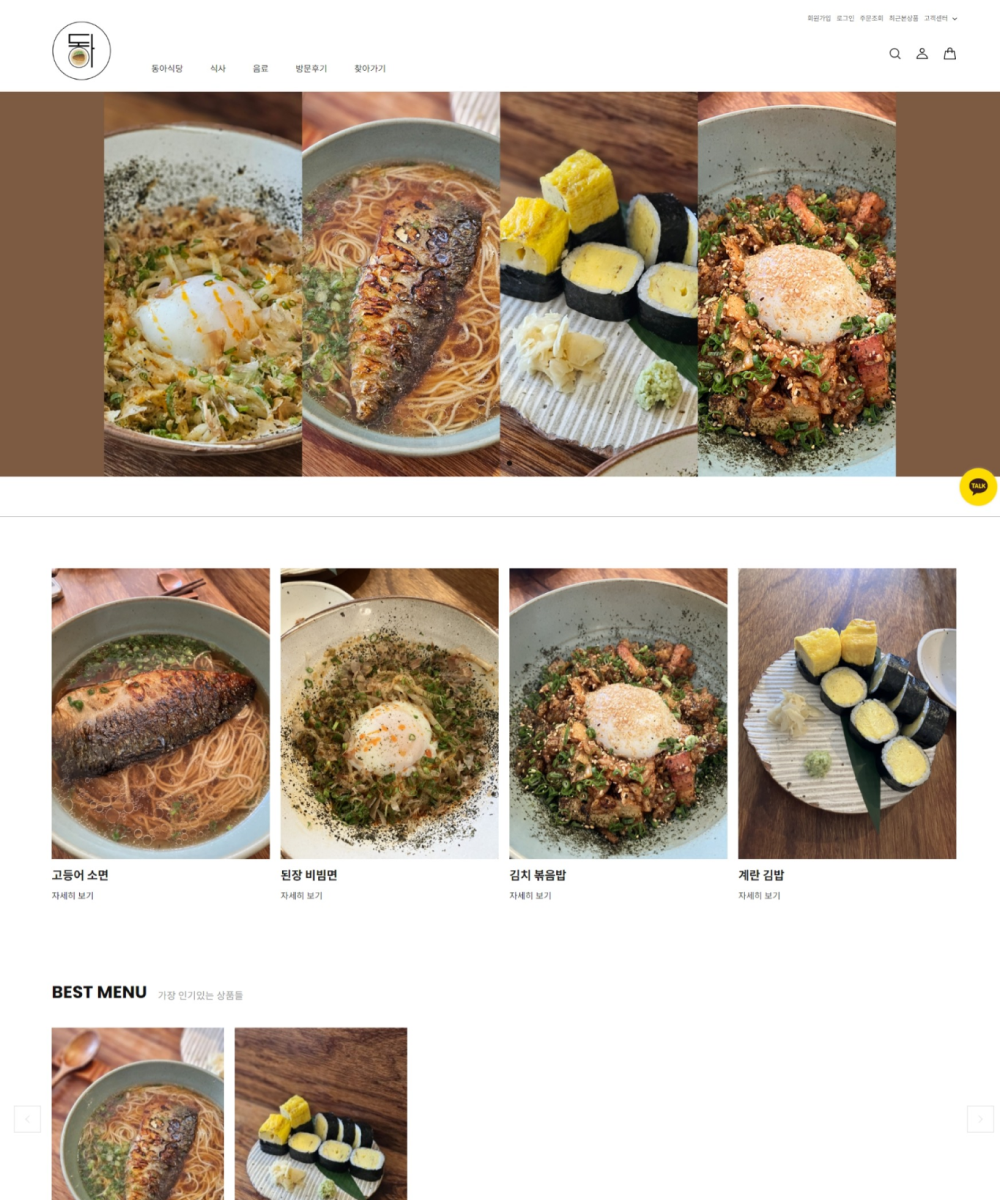 회원가입 로그인 주문조회 최근본상품 고객센터
동아
동아식당 식사 음료 방문후기 찾아가기
TALK
고등어 소면
자세히 보기
된장 비빔면
자세히 보기
김치 볶음밥
자세히 보기
계란 김밥
자세히 보기
BEST MENU 가장 인기있는 상품들